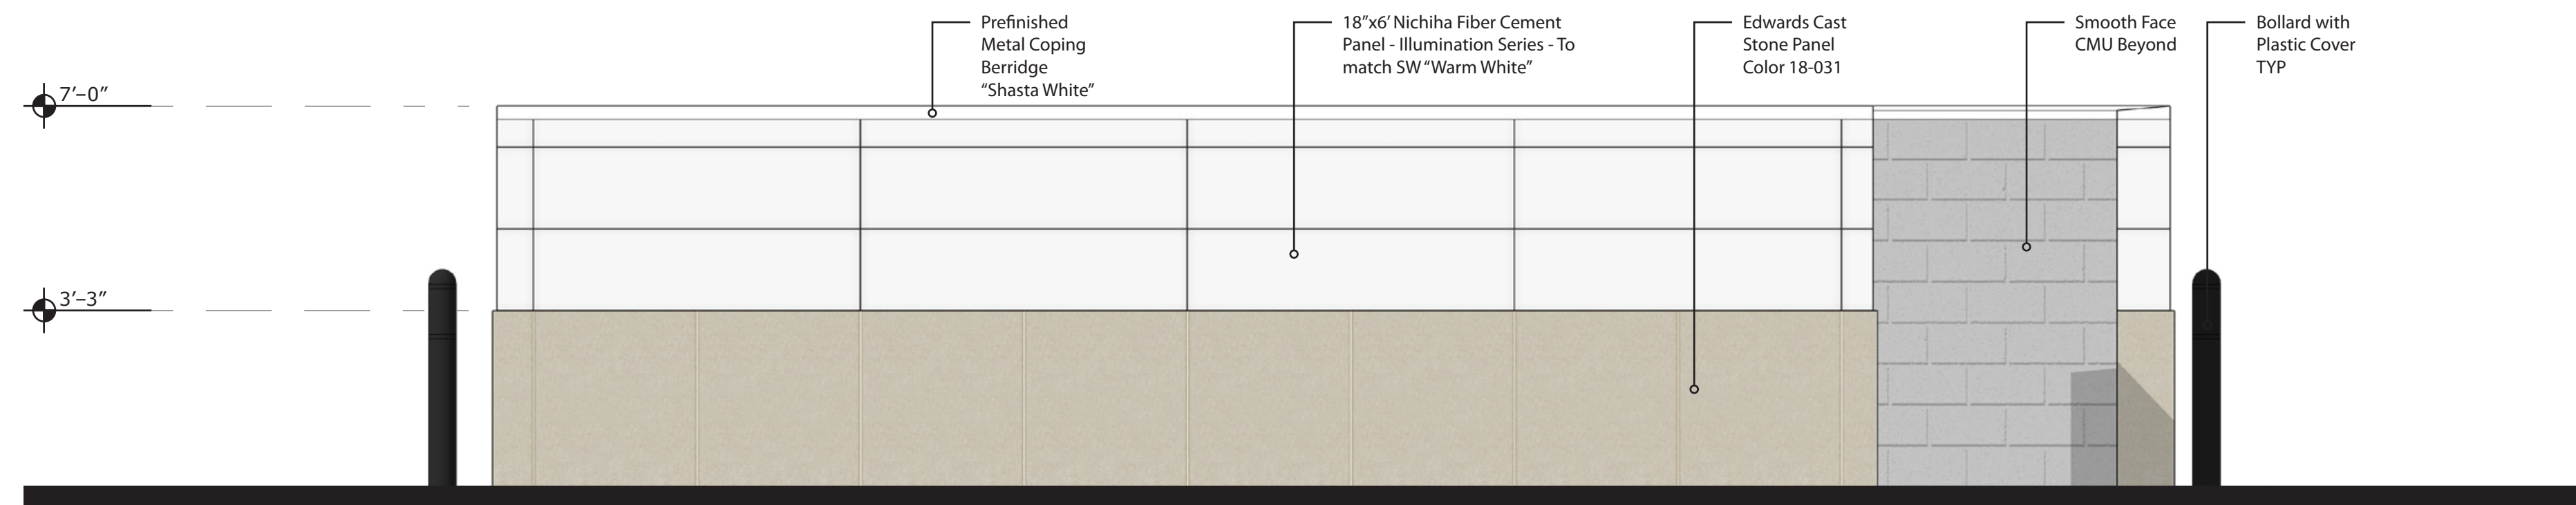 Prefinished
Metal Coping
Berridge
“Shasta White”
18”x6’ Nichiha Fiber Cement
Panel - Illumination Series - To
match SW “Warm White”
Edwards Cast
Stone Panel
Color 18-031
Smooth Face
CMU Beyond
Bollard with
Plastic Cover
TYP
7’–0”
3’–3”